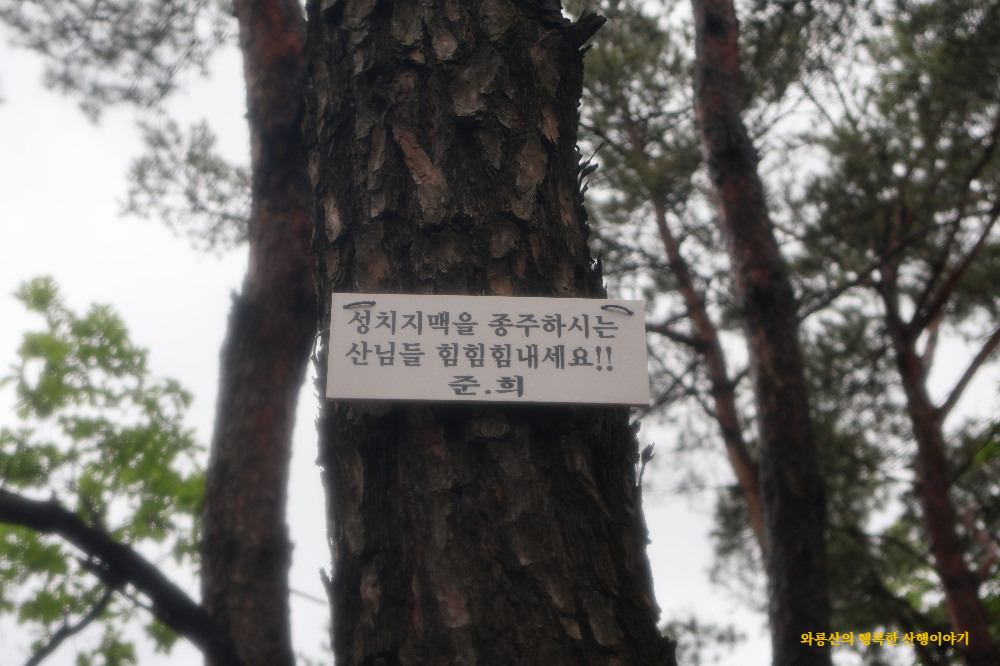 성치지맥을 종주하시는
산님들 힘힘힘내세요!!
준.희
와룡산의 행복한 산행이야기